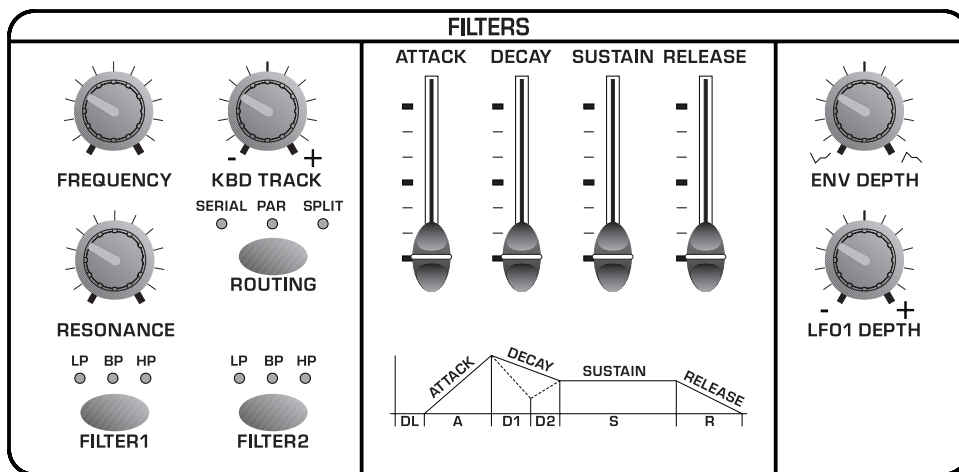 FILTERS
ATTACK DECAY SUSTAIN RELEASE
- +
FREQUENCY KBD TRACK ENV DEPTH
SERIAL PAR SPLIT
ROUTING
- +
RESONANCE LFO1 DEPTH
LP BP HP LP BP HP
FILTER1 FILTER2
ATTACK DECAY SUSTAIN RELEASE
DL A D1 D2 S R